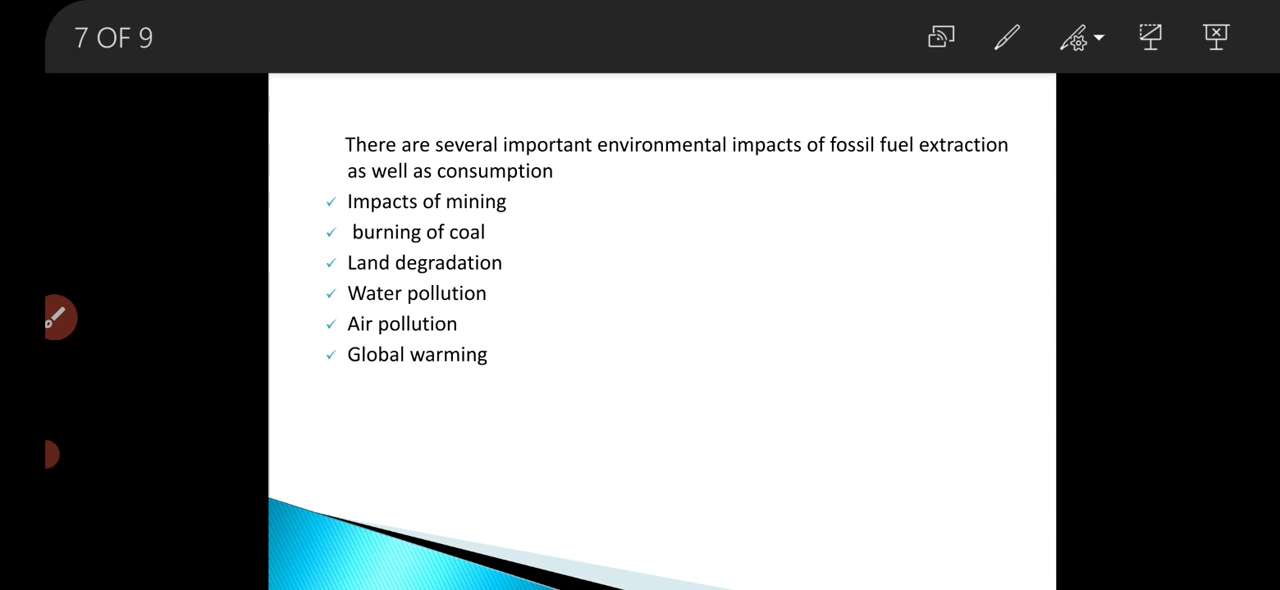 7 OF 9
There are several important environmental impacts of fossil fuel extraction
as well as consumption
✓ Impacts of mining
✓ burning of coal
✓ Land degradation
✓ Water pollution
✓ Air pollution
✓ Global warming